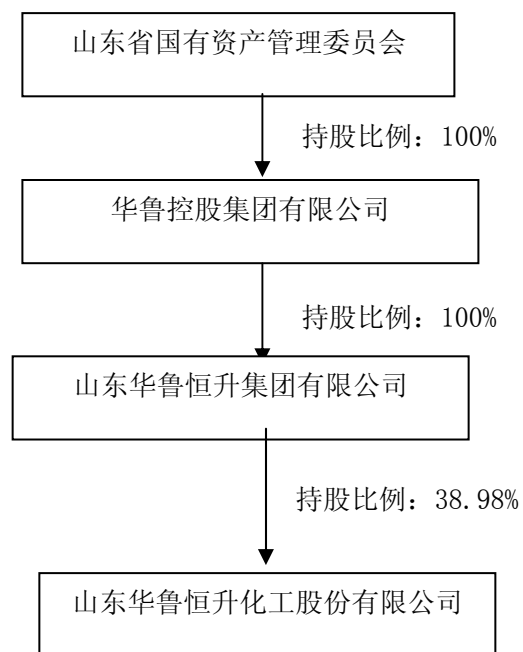 山东省国有资产管理委员会
持股比例：100%
华鲁控股集团有限公司
持股比例：100%
山东华鲁恒升集团有限公司
持股比例：38.98%
山东华鲁恒升化工股份有限公司